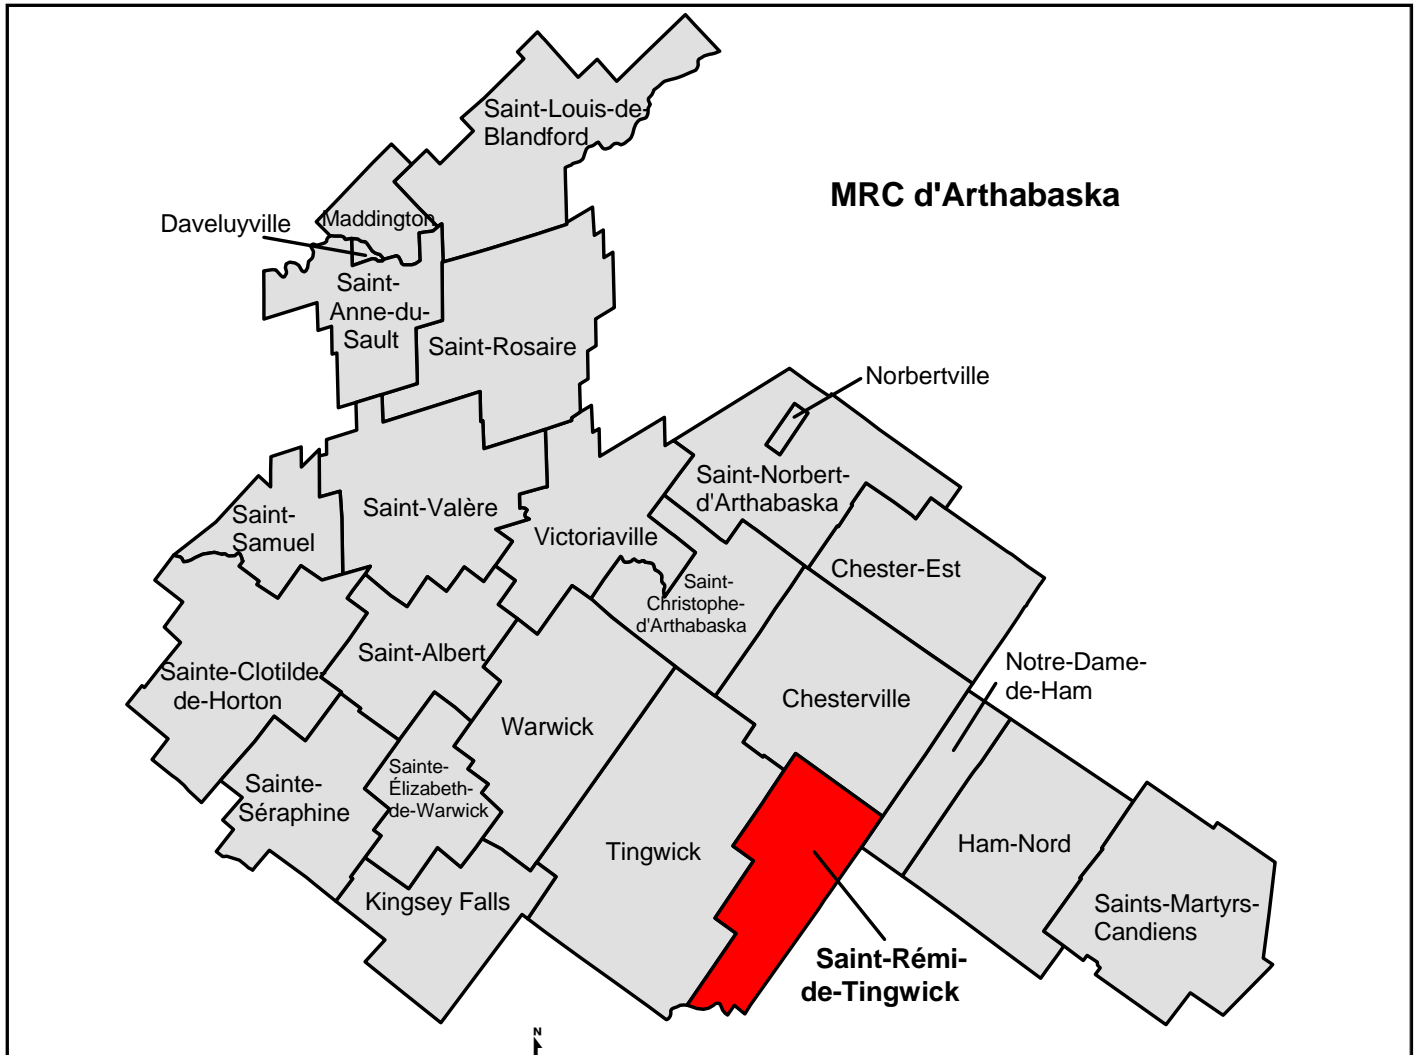 Saint-Louis-de-
Blandford
MRC d'Arthabaska
Daveluyville
Maddington
Saint-
Anne-du-
Sault
Saint-Rosaire
Norbertville
Saint-Norbert-
d'Arthabaska
Saint-
Samuel
Saint-Valère
Victoriaville
Chester-Est
Saint-
Christophe-
d'Arthabaska
Saint-Albert
Sainte-Clotilde-
de-Horton
Notre-Dame-
de-Ham
Chesterville
Warwick
Sainte-
Élizabeth-
de-Warwick
Sainte-
Séraphine
Tingwick
Ham-Nord
Kingsey Falls
Saints-Martyrs-
Candiens
Saint-Rémi-
de-Tingwick
N